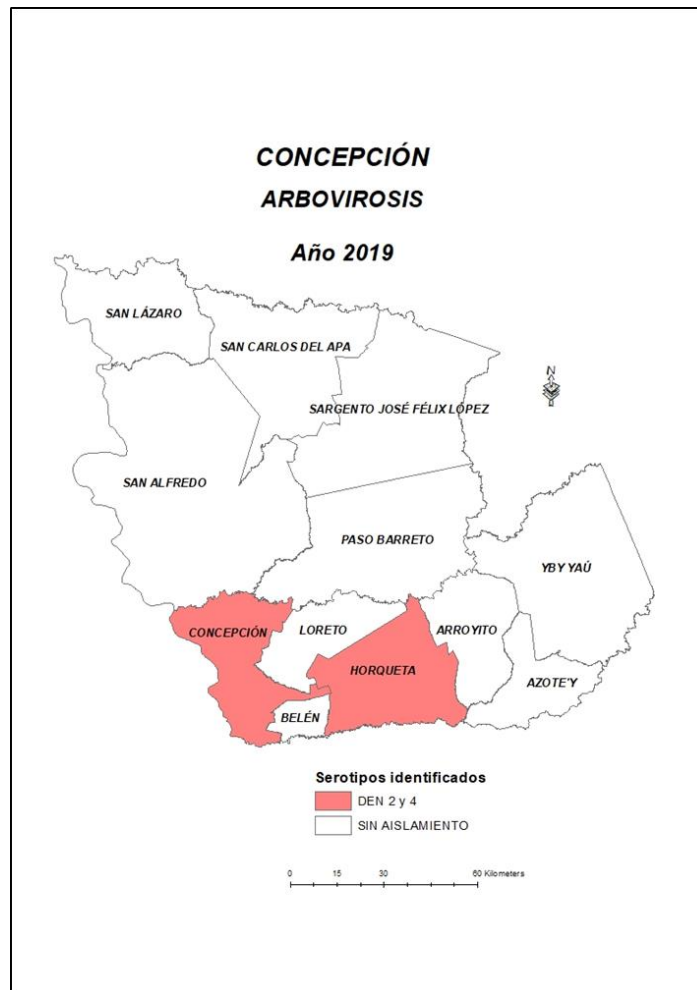 CONCEPCIÓN
ARBOVIROSIS
Año 2019
SAN LÁZARO
SAN CARLOS DEL APA
SARGENTO JOSÉ FÉLIX LÓPEZ
N
SAN ALFREDO
PASO BARRETO
YBY YAÚ
CONCEPCIÓN
LORETO
ARROYITO
HORQUETA
AZOTE'Y
BELÉN
Serotipos identificados
DEN 2 y 4
SIN AISLAMIENTO
0 15 30 60 Kilometers